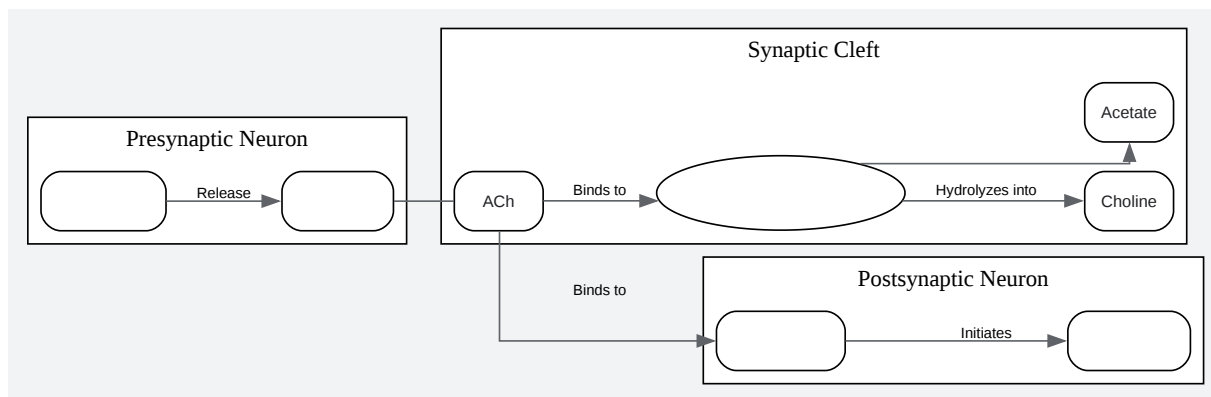 Synaptic Cleft
Acetate
Presynaptic Neuron
Release
ACh
Binds to
Hydrolyzes into
Choline
Postsynaptic Neuron
Binds to
Initiates